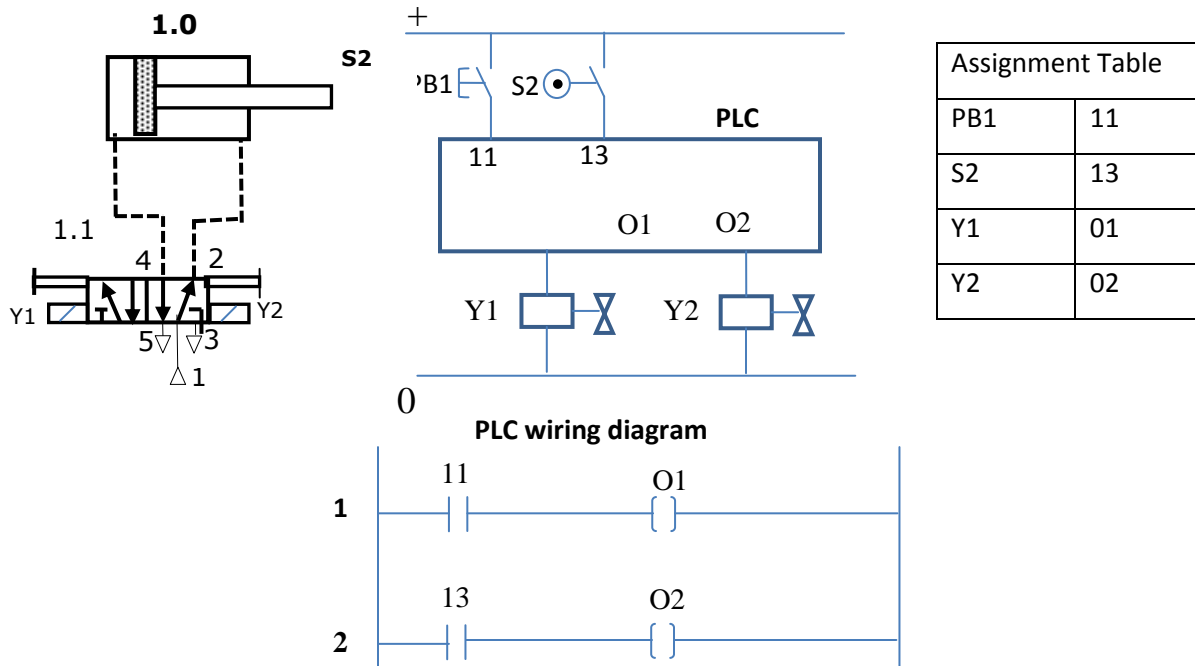 1.0
S2
1.1
4 2
Y1 Y2
5 3
1
+
PB1 S2
PLC
11 13
O1 O2
Y1 Y2
0
PLC wiring diagram
Assignment Table
PB1 11
S2 13
Y1 01
Y2 02
11 O1
1
13 O2
2